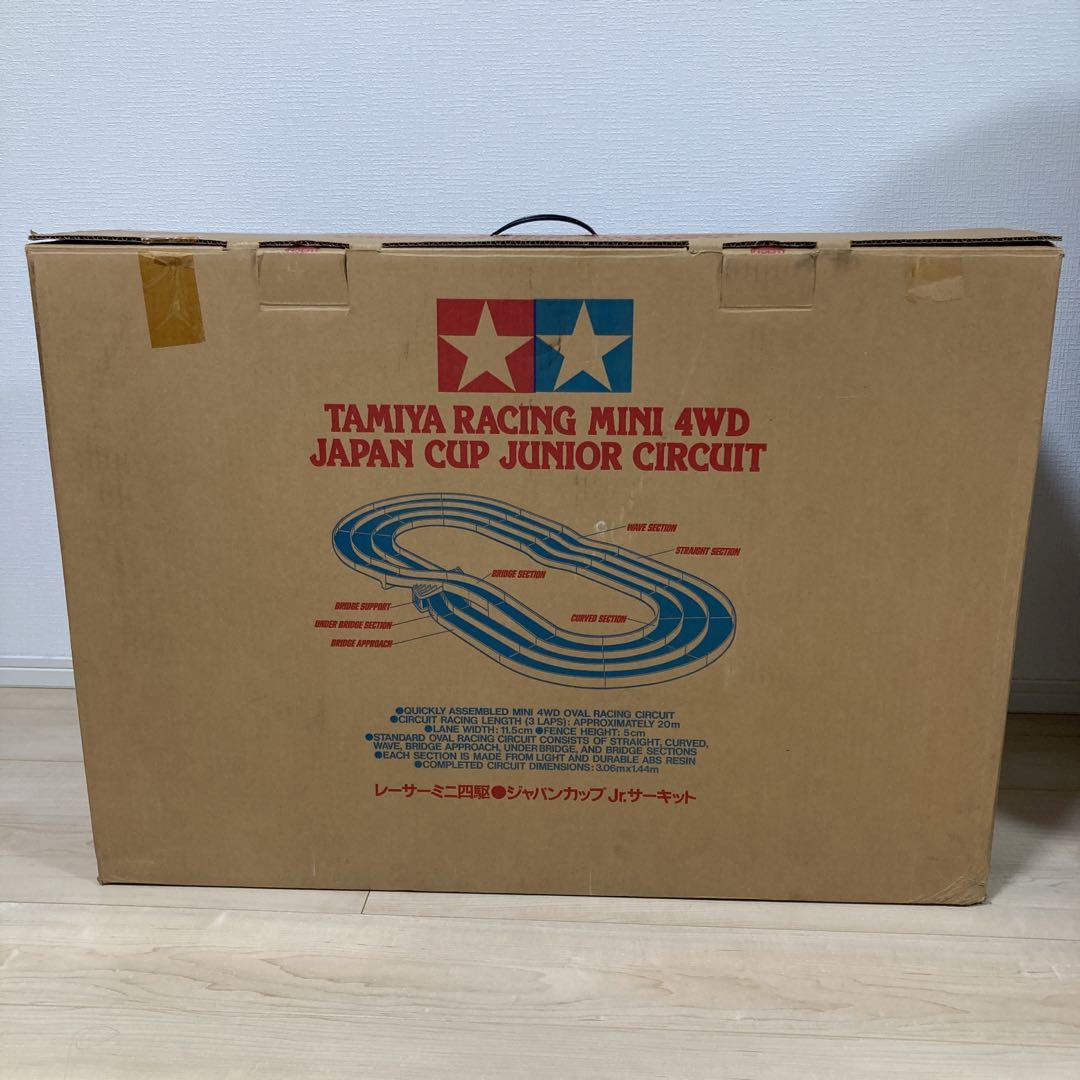 INSERT
INSERT
TAMIYA RACING MINI 4WD
JAPAN CUP JUNIOR CIRCUIT
WAVE SECTION
STRAIGHT SECTION
BRIDGE SECTION
BRIDGE SUPPORT
CURVED SECTION
UNDER BRIDGE SECTION
BRIDGE APPROACH
●QUICKLY ASSEMBLED MINI 4WD OVAL RACING CIRCUIT
●CIRCUIT RACING LENGTH (3 LAPS): APPROXIMATELY 20m
●LANE WIDTH: 11.5cm ●FENCE HEIGHT: 5cm
●STANDARD OVAL RACING CIRCUIT CONSISTS OF STRAIGHT, CURVED,
WAVE, BRIDGE APPROACH, UNDER BRIDGE, AND BRIDGE SECTIONS
●EACH SECTION IS MADE FROM LIGHT AND DURABLE ABS RESIN
●COMPLETED CIRCUIT DIMENSIONS: 3.06m×1.44m
レーサーミニ四駆●ジャパンカップ Jr.サーキット